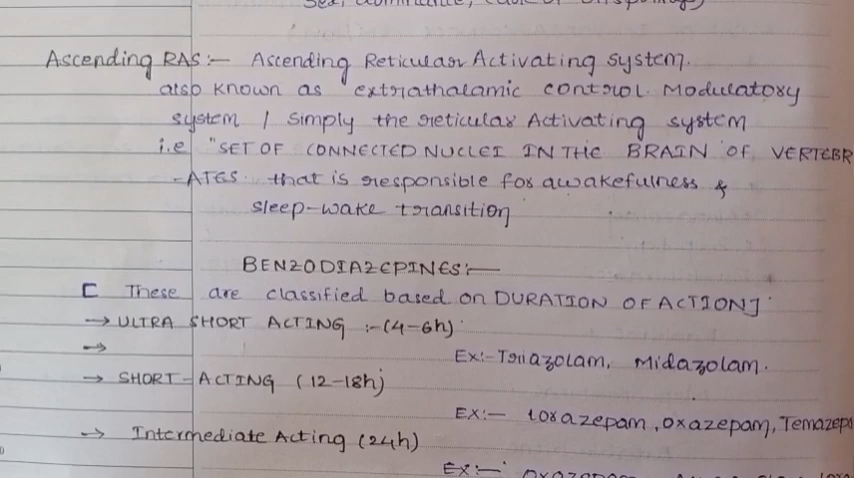 Ascending RAS :- Ascending Reticular Activating system.
also known as extrathalamic control Modulatory
system / simply the reticular Activating system
i.e "SET OF CONNECTED NUCLEI IN THE BRAIN OF VERTEBR
-ATES that is responsible for awakefulness &
sleep-wake transition
BENZODIAZEPINES :-
[ These are classified based on DURATION OF ACTION]
→ ULTRA SHORT ACTING :- (4-6h)
→
Ex:- Triazolam, Midazolam.
→ SHORT-ACTING (12-18h)
EX:- lorazepam, oxazepam, Temazep
→ Intermediate Acting (24h)
EX:-